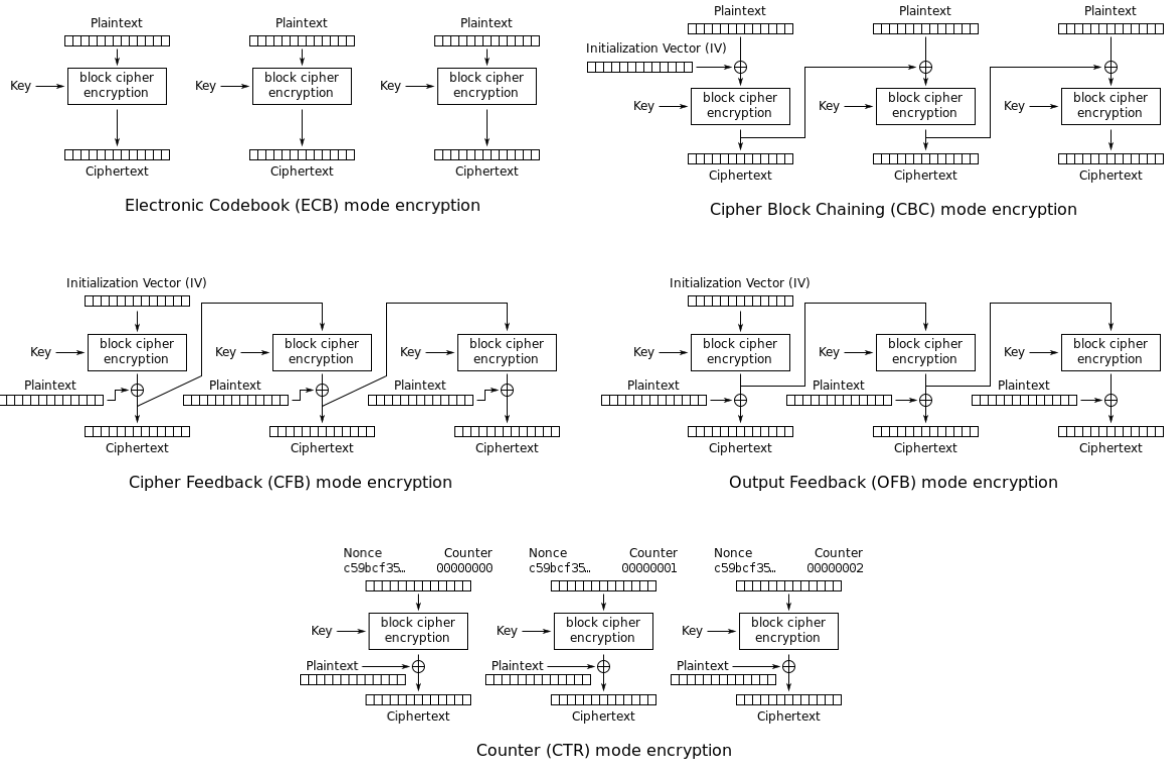 Plaintext
Key
block cipher
encryption
Ciphertext
Plaintext
Key
block cipher
encryption
Ciphertext
Plaintext
Key
block cipher
encryption
Ciphertext
Electronic Codebook (ECB) mode encryption
Plaintext
Initialization Vector (IV)
Key
block cipher
encryption
Ciphertext
Plaintext
Key
block cipher
encryption
Ciphertext
Plaintext
Key
block cipher
encryption
Ciphertext
Cipher Block Chaining (CBC) mode encryption
Initialization Vector (IV)
Key
block cipher
encryption
Plaintext
Ciphertext
Key
block cipher
encryption
Plaintext
Ciphertext
Key
block cipher
encryption
Plaintext
Ciphertext
Cipher Feedback (CFB) mode encryption
Initialization Vector (IV)
Key
block cipher
encryption
Plaintext
Ciphertext
Key
block cipher
encryption
Plaintext
Ciphertext
Key
block cipher
encryption
Plaintext
Ciphertext
Output Feedback (OFB) mode encryption
Nonce Counter
c59bcf35… 00000000
Key
block cipher
encryption
Plaintext
Ciphertext
Nonce Counter
c59bcf35… 00000001
Key
block cipher
encryption
Plaintext
Ciphertext
Nonce Counter
c59bcf35… 00000002
Key
block cipher
encryption
Plaintext
Ciphertext
Counter (CTR) mode encryption